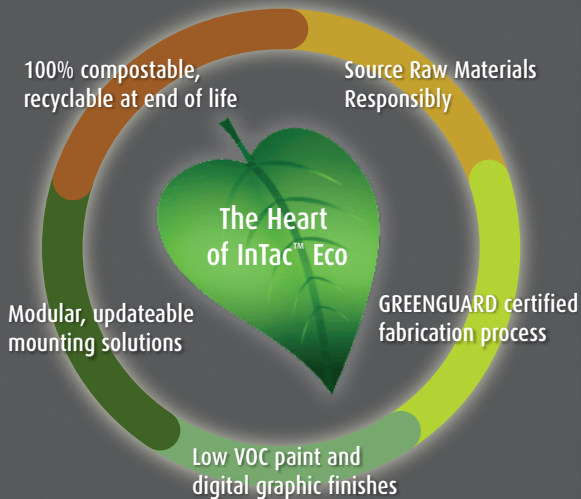 100% compostable,
recyclable at end of life
Source Raw Materials
Responsibly
The Heart
of InTac™ Eco
Modular, updateable
mounting solutions
GREENGUARD certified
fabrication process
Low VOC paint and
digital graphic finishes